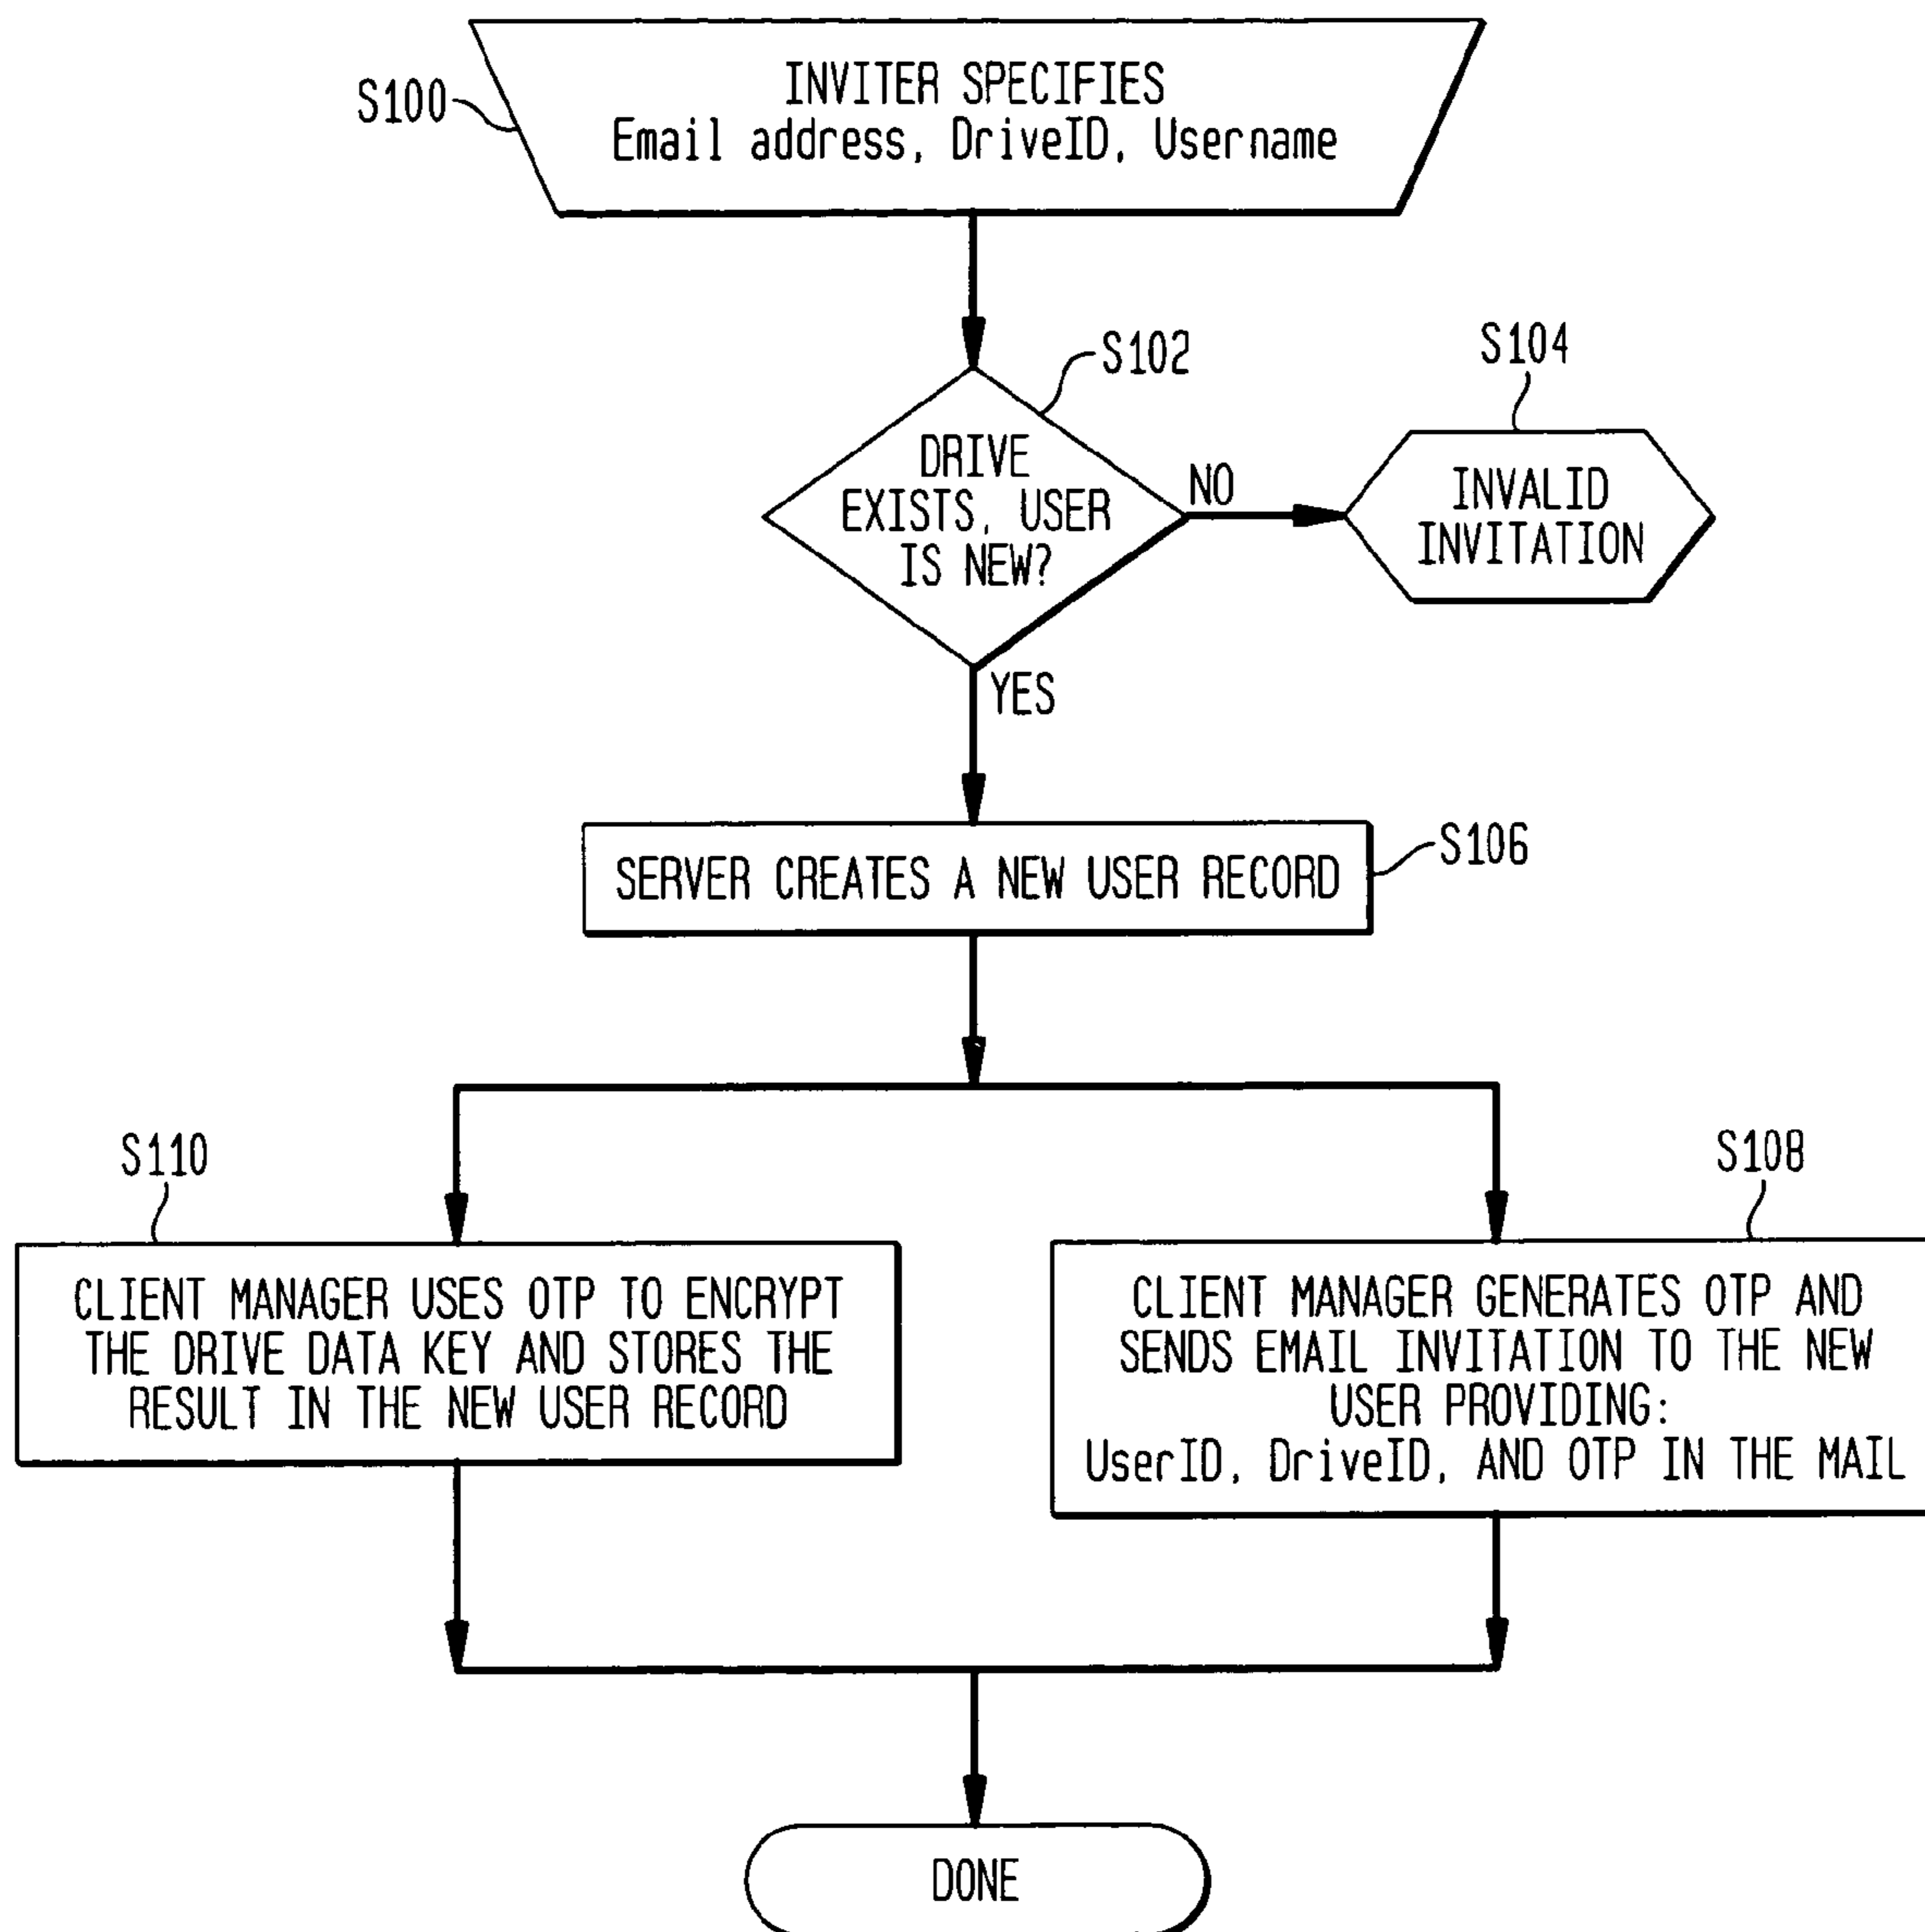 S100
INVITER SPECIFIES
Email address, DriveID, Username
S102
S104
DRIVE
EXISTS, USER
IS NEW?
NO
INVALID
INVITATION
YES
SERVER CREATES A NEW USER RECORD
S106
S110
S108
CLIENT MANAGER USES OTP TO ENCRYPT
THE DRIVE DATA KEY AND STORES THE
RESULT IN THE NEW USER RECORD
CLIENT MANAGER GENERATES OTP AND
SENDS EMAIL INVITATION TO THE NEW
USER PROVIDING:
UserID, DriveID, AND OTP IN THE MAIL
DONE